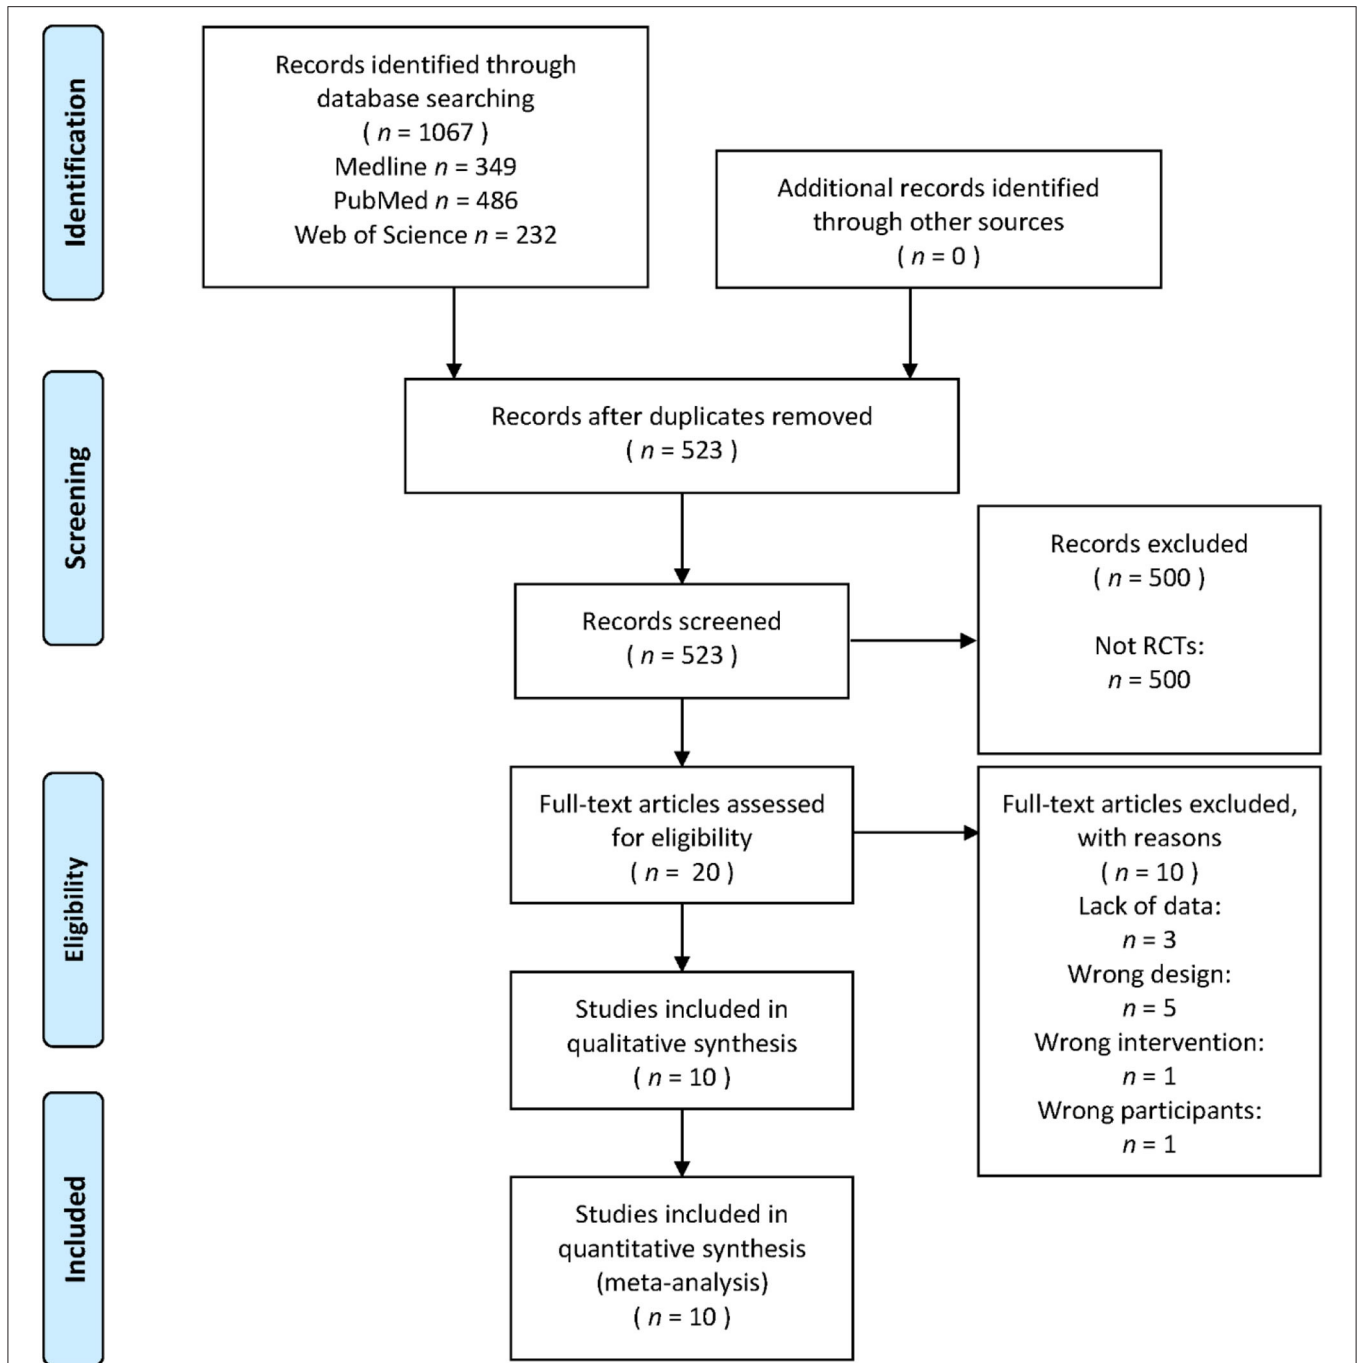 Identification
Records identified through
database searching
( n = 1067 )
Medline n = 349
PubMed n = 486
Web of Science n = 232
Additional records identified
through other sources
( n = 0 )
Screening
Records after duplicates removed
( n = 523 )
Records screened
( n = 523 )
Records excluded
( n = 500 )
Not RCTs:
n = 500
Eligibility
Full-text articles assessed
for eligibility
( n = 20 )
Full-text articles excluded,
with reasons
( n = 10 )
Lack of data:
n = 3
Wrong design:
n = 5
Wrong intervention:
n = 1
Wrong participants:
n = 1
Studies included in
qualitative synthesis
( n = 10 )
Included
Studies included in
quantitative synthesis
(meta-analysis)
( n = 10 )